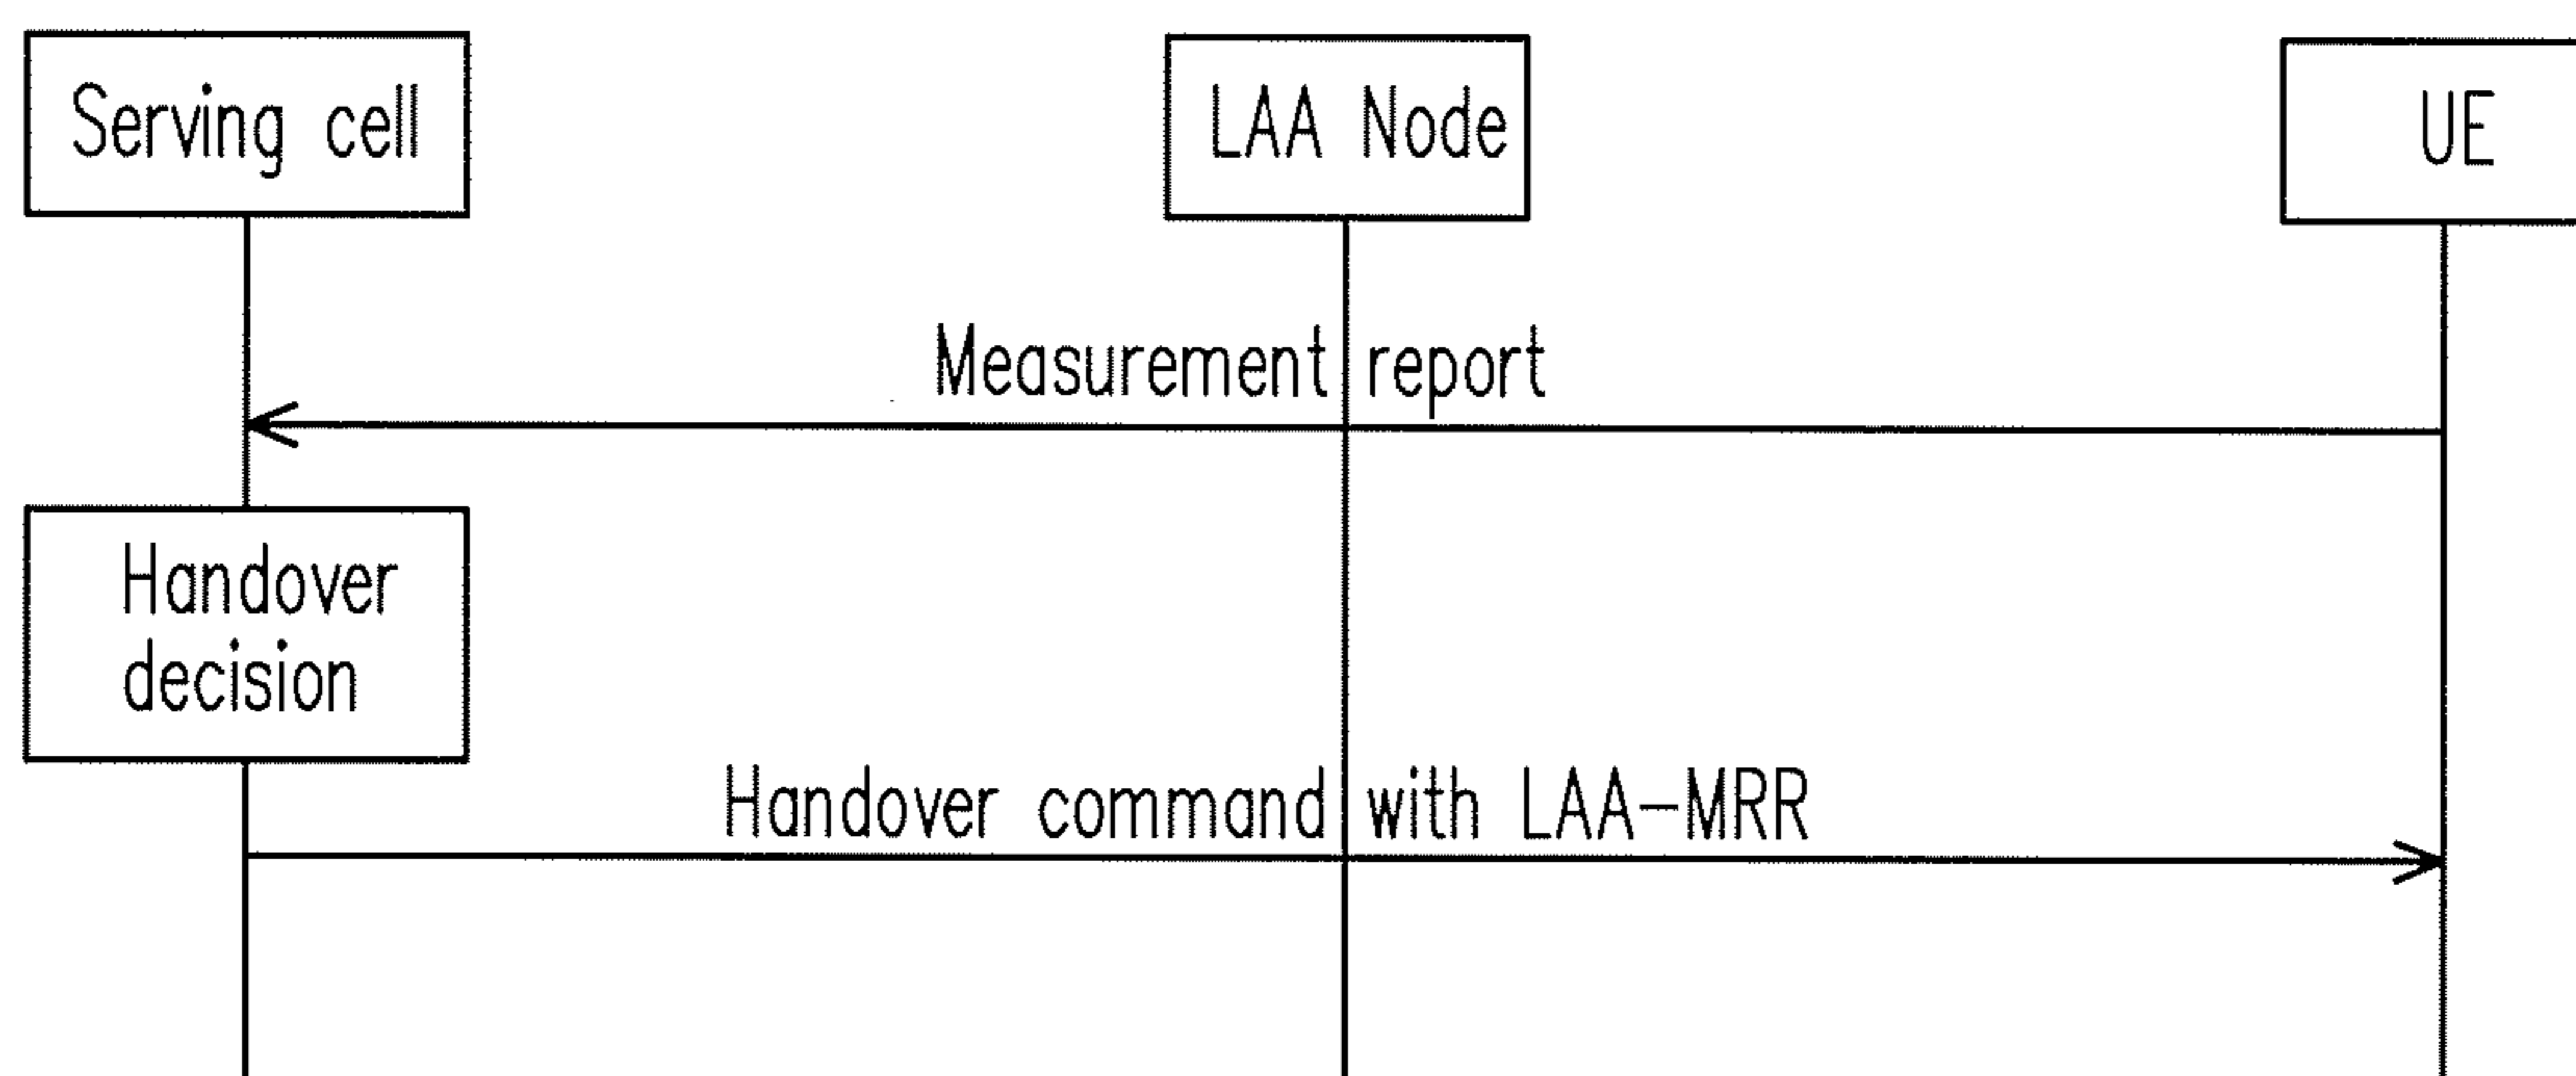 Serving cell
LAA Node
UE
Measurement report
Handover
decision
Handover command with LAA-MRR